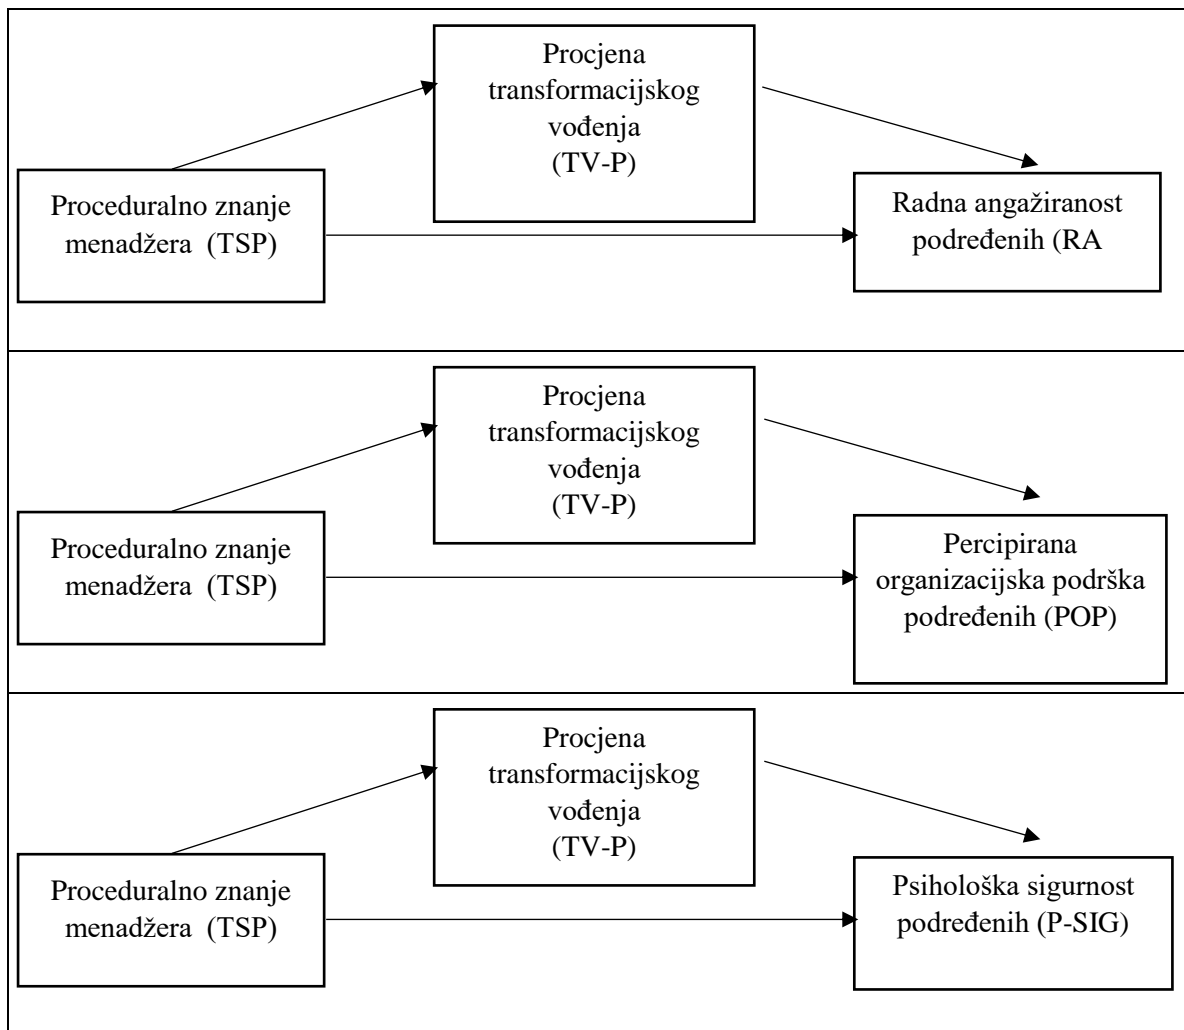 Procjena
transformacijskog
vođenja
(TV-P)
Proceduralno znanje
menadžera  (TSP)
Radna angažiranost
podređenih (RA
Procjena
transformacijskog
vođenja
(TV-P)
Proceduralno znanje
menadžera  (TSP)
Percipirana
organizacijska podrška
podređenih (POP)
Procjena
transformacijskog
vođenja
(TV-P)
Proceduralno znanje
menadžera  (TSP)
Psihološka sigurnost
podređenih (P-SIG)